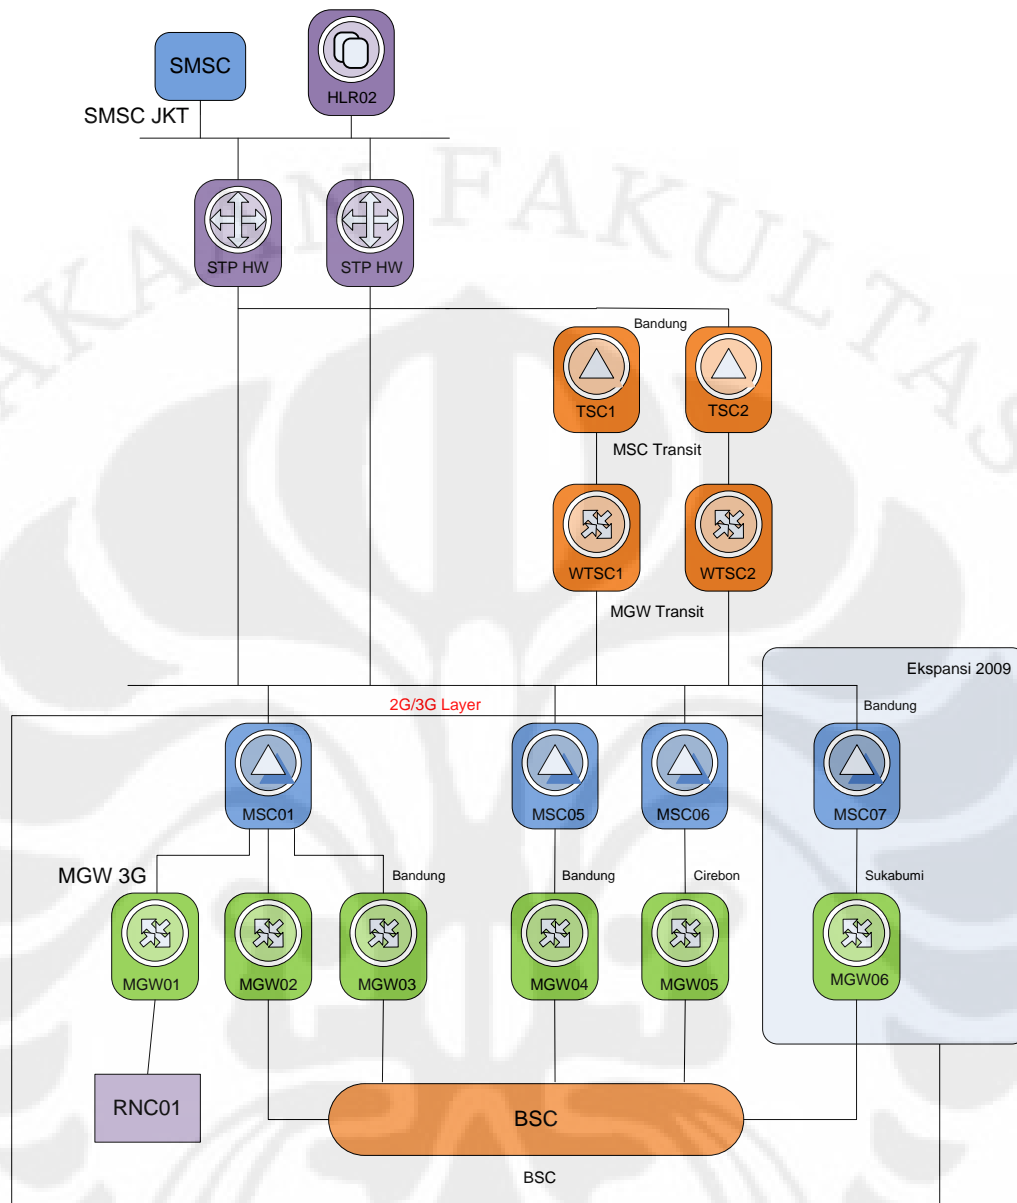 SMSC
HLR02
SMSC JKT
STP HW
STP HW
Bandung
TSC1
TSC2
MSC Transit
WTSC1
WTSC2
MGW Transit
Ekspansi 2009
2G/3G Layer
Bandung
MSC01
MSC05
MSC06
MSC07
MGW 3G
Bandung
Bandung
Cirebon
Sukabumi
MGW01
MGW02
MGW03
MGW04
MGW05
MGW06
RNC01
BSC
BSC
AKAAN FAKULTAS